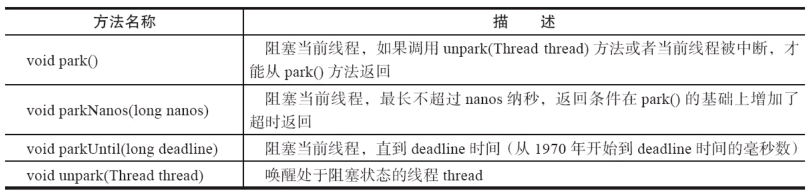 方法名称 描 述
void park() 阻塞当前线程，如果调用 unpark(Thread thread) 方法或者当前线程被中断，才
能从 park() 方法返回
void parkNanos(long nanos) 阻塞当前线程，最长不超过 nanos 纳秒，返回条件在 park() 的基础上增加了
超时返回
void parkUntil(long deadline) 阻塞当前线程，直到 deadline 时间（从 1970 年开始到 deadline 时间的毫秒数）
void unpark(Thread thread) 唤醒处于阻塞状态的线程 thread